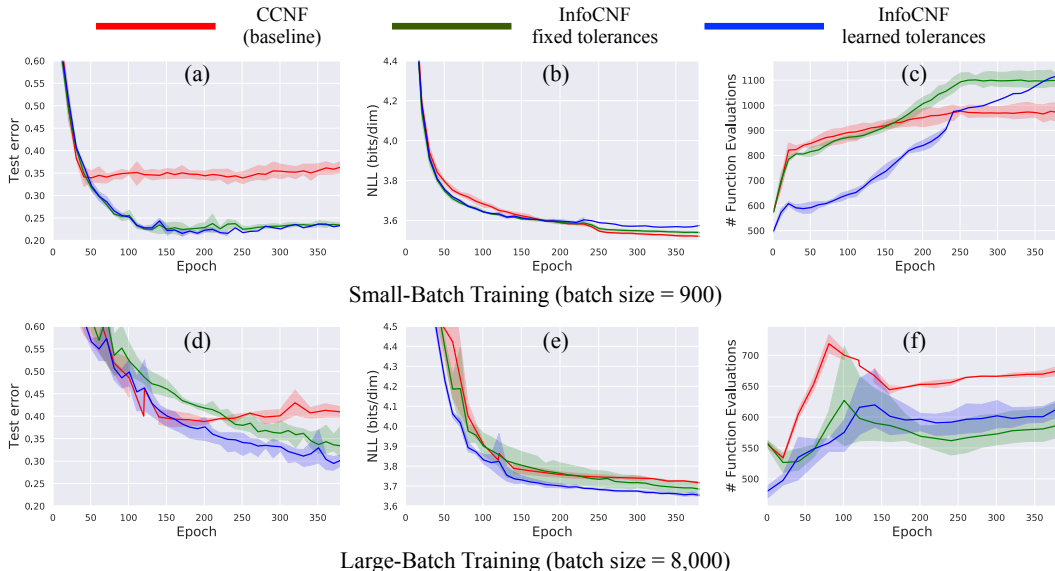 CCNF
(baseline)
InfoCNF
fixed tolerances
InfoCNF
learned tolerances
(a)
0.60
0.55
0.50
0.45
0.40
0.35
0.30
0.25
0.20
Test error
0 50 100 150 200 250 300 350
Epoch
(b)
4.4
4.2
4.0
3.8
3.6
NLL (bits/dim)
0 50 100 150 200 250 300 350
Epoch
(c)
1100
1000
900
800
700
600
500
# Function Evaluations
0 50 100 150 200 250 300 350
Epoch
Small-Batch Training (batch size = 900)
(d)
0.60
0.55
0.50
0.45
0.40
0.35
0.30
0.25
0.20
Test error
0 50 100 150 200 250 300 350
Epoch
(e)
4.5
4.4
4.3
4.2
4.1
4.0
3.9
3.8
3.7
3.6
NLL (bits/dim)
0 50 100 150 200 250 300 350
Epoch
(f)
700
650
600
550
500
# Function Evaluations
0 50 100 150 200 250 300 350
Epoch
Large-Batch Training (batch size = 8,000)